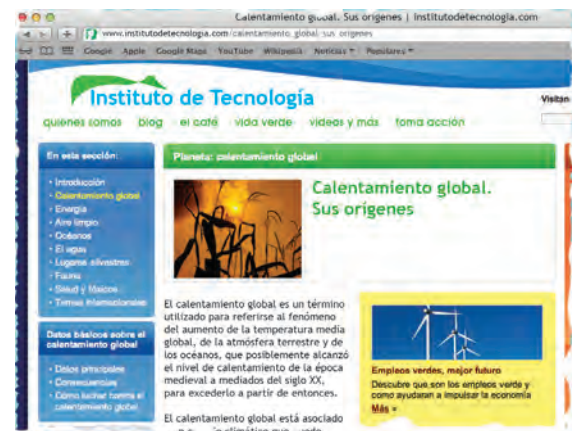 Calentamiento global. Sus orígenes | Institutodetecnologia.com
www.institutodetecnologia.com/calentamiento_global_sus_origenes
Google Apple Google Maps YouTube Wikipedia Noticias Populares
Instituto de Tecnología
Visitan
quienes somos blog el café vida verde videos y más toma acción
En esta sección:
• Introducción
• Calentamiento global
• Energía
• Aire limpio
• Océanos
• El agua
• Lugares silvestres
• Fauna
• Salud y tóxicos
• Temas internacionales
Datos básicos sobre el
calentamiento global
• Datos principales
• Consecuencias
• Cómo luchar contra el
calentamiento global
Planeta: calentamiento global
Calentamiento global.
Sus orígenes
El calentamiento global es un término
utilizado para referirse al fenómeno
del aumento de la temperatura media
global, de la atmósfera terrestre y de
los océanos, que posiblemente alcanzó
el nivel de calentamiento de la época
medieval a mediados del siglo XX,
para excederlo a partir de entonces.
El calentamiento global está asociado
Empleos verdes, major futuro
Descubre que son los empleos verde y
como ayudaran a impulsar la economía
Más »